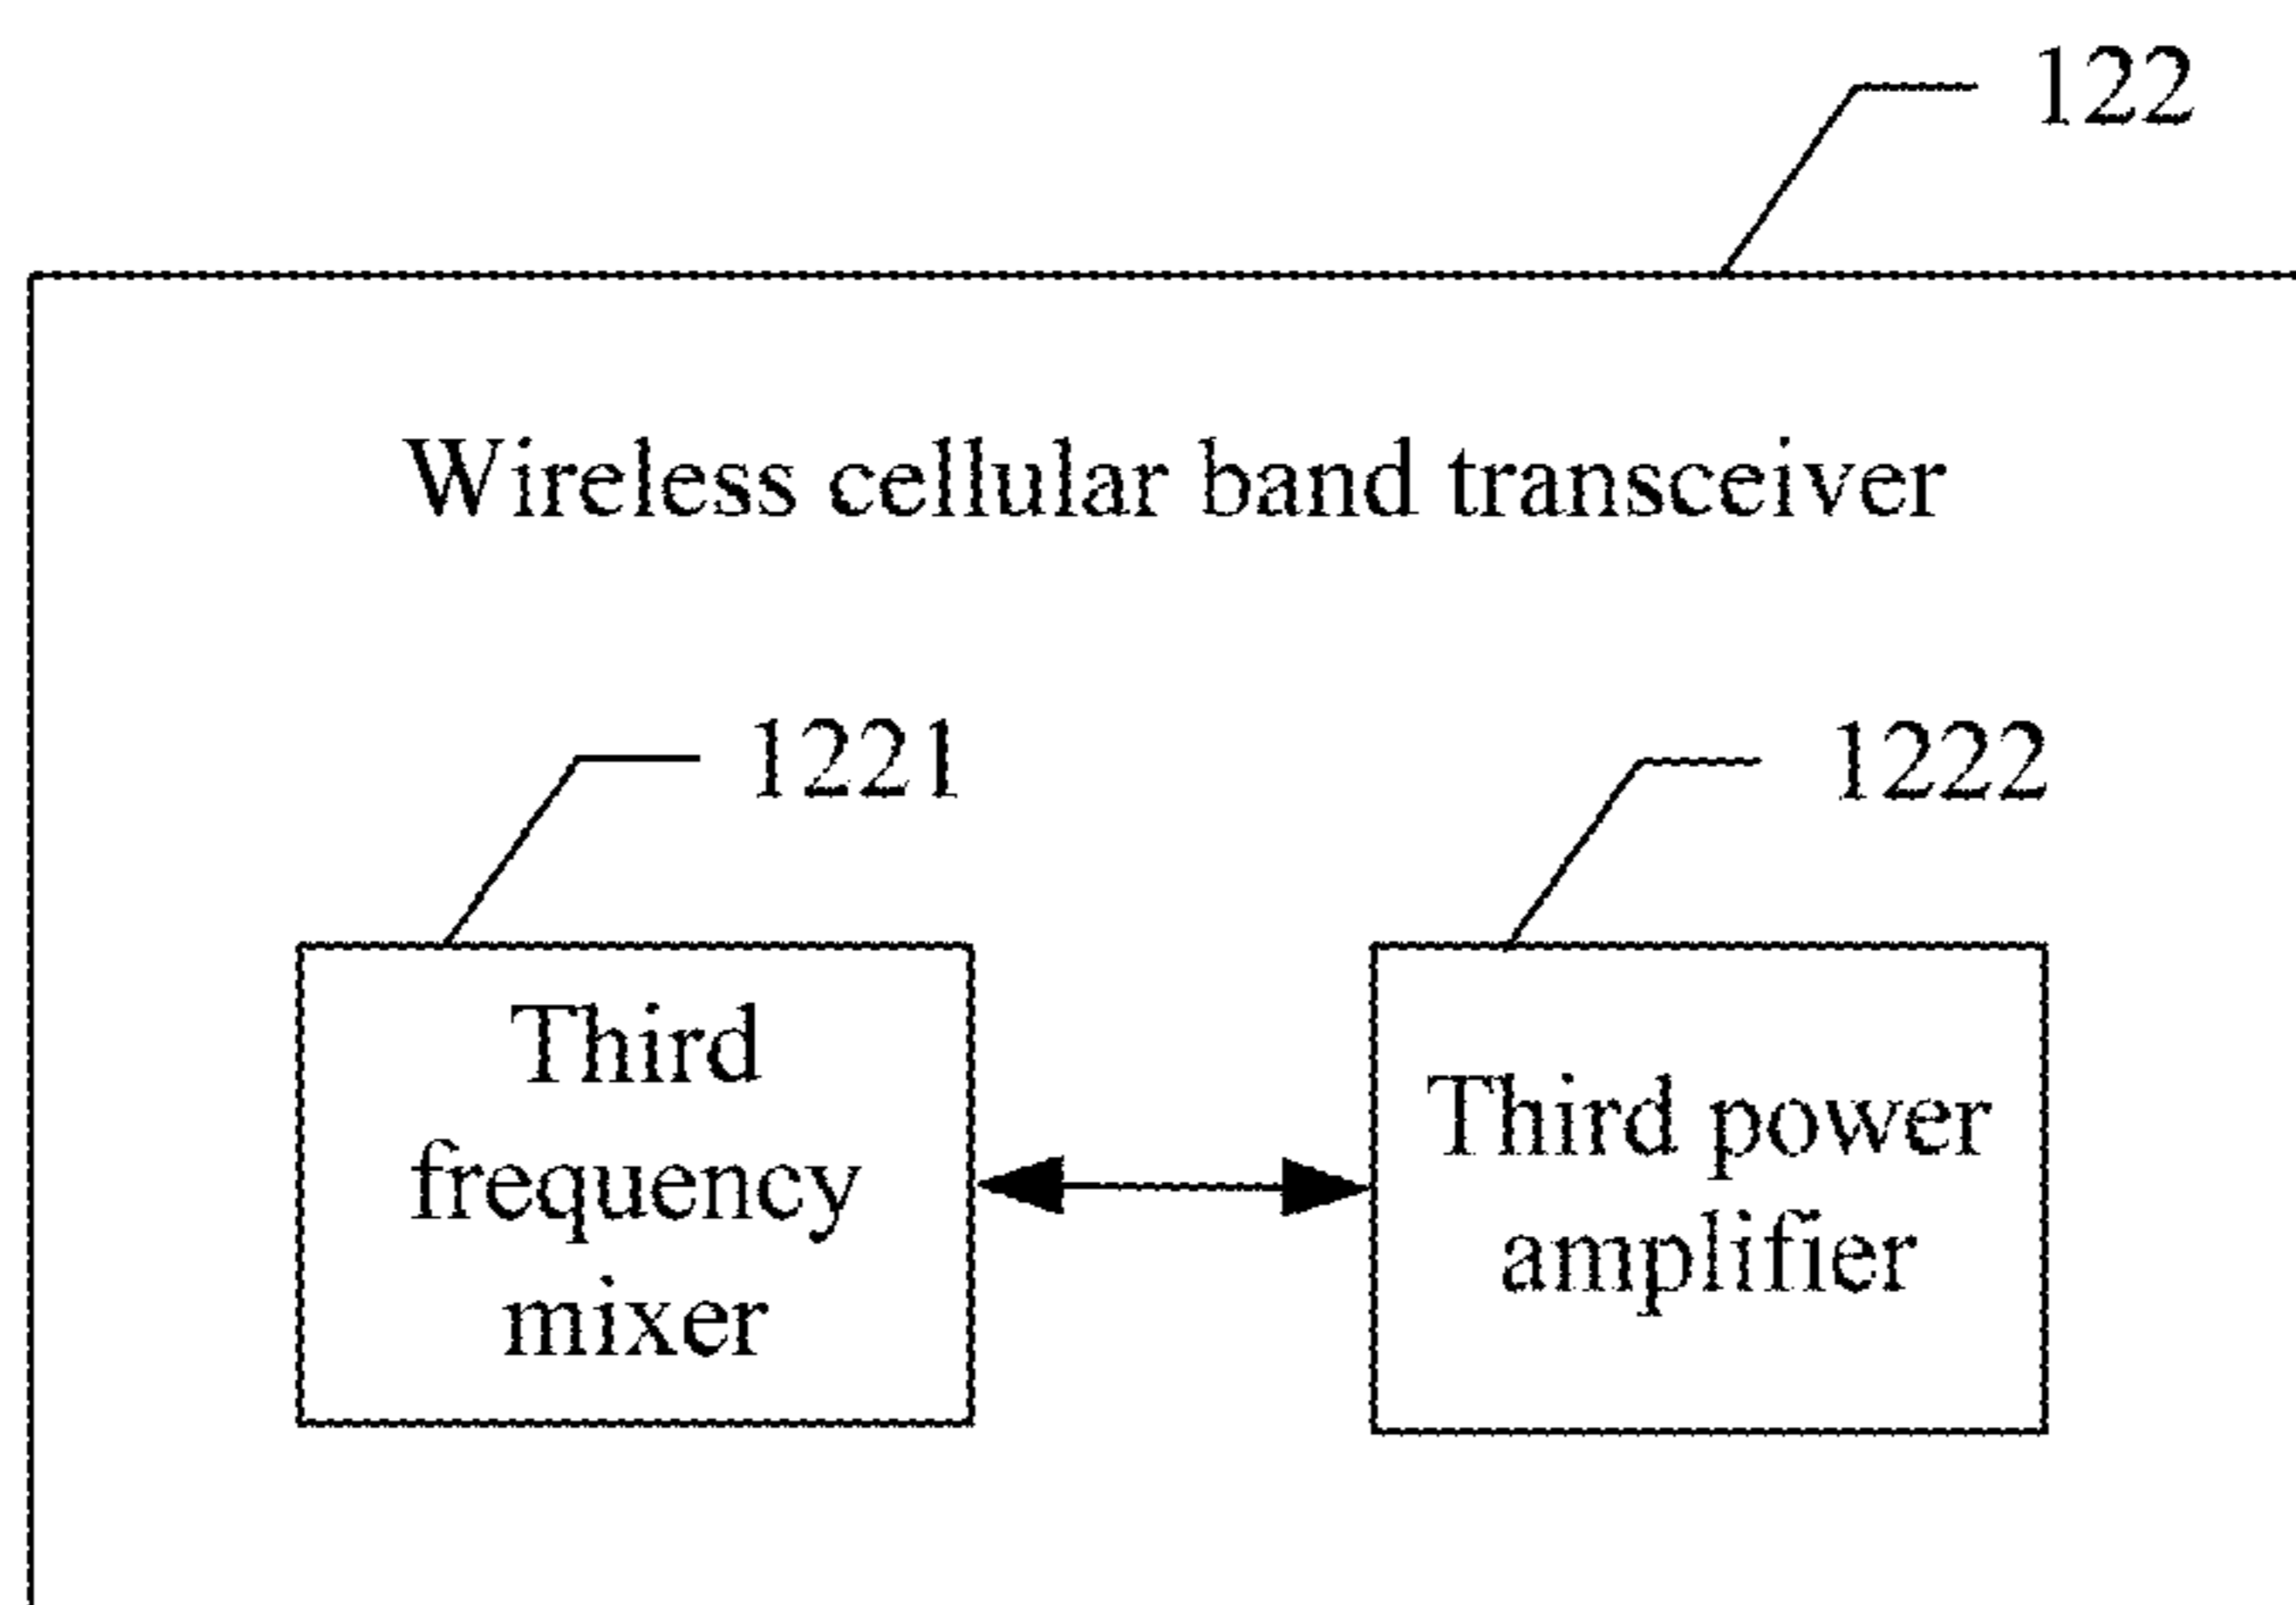 122
Wireless cellular band transceiver
1221
1222
Third
frequency
mixer
Third power
amplifier